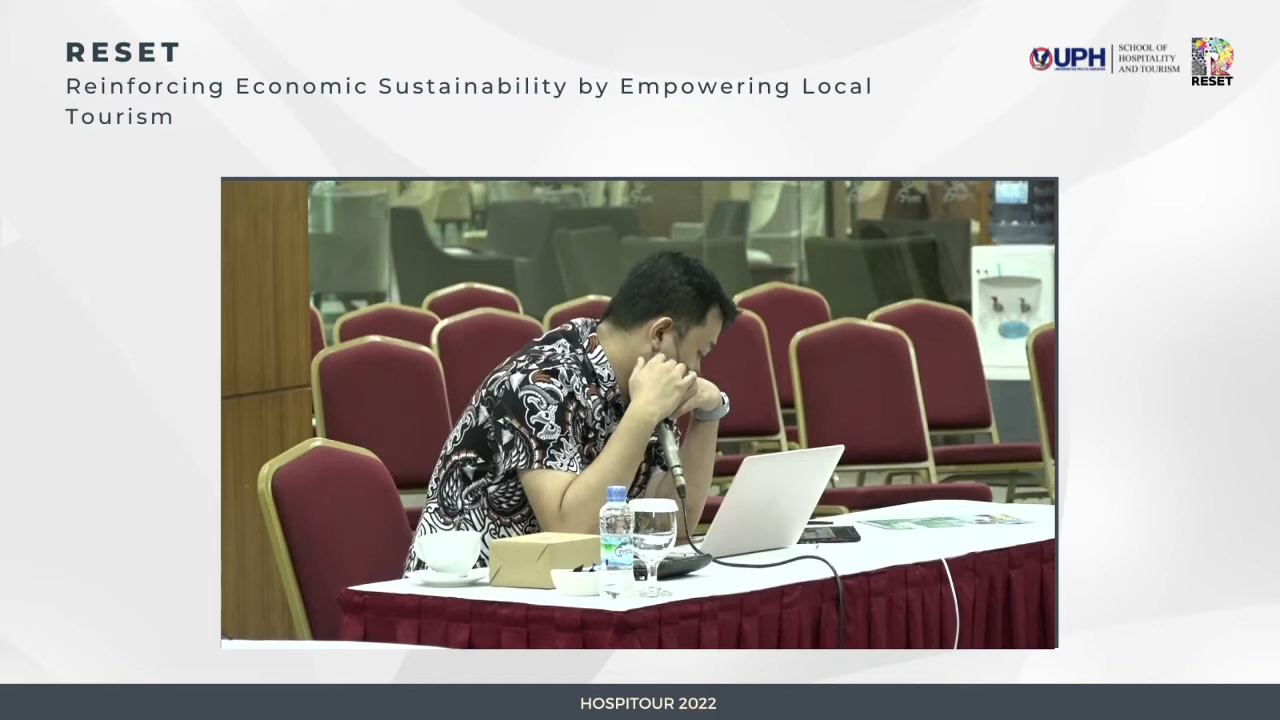 RESET
Reinforcing Economic Sustainability by Empowering Local
Tourism
UPH
SCHOOL OF
HOSPITALITY
AND TOURISM
RESET
HOSPITOUR 2022